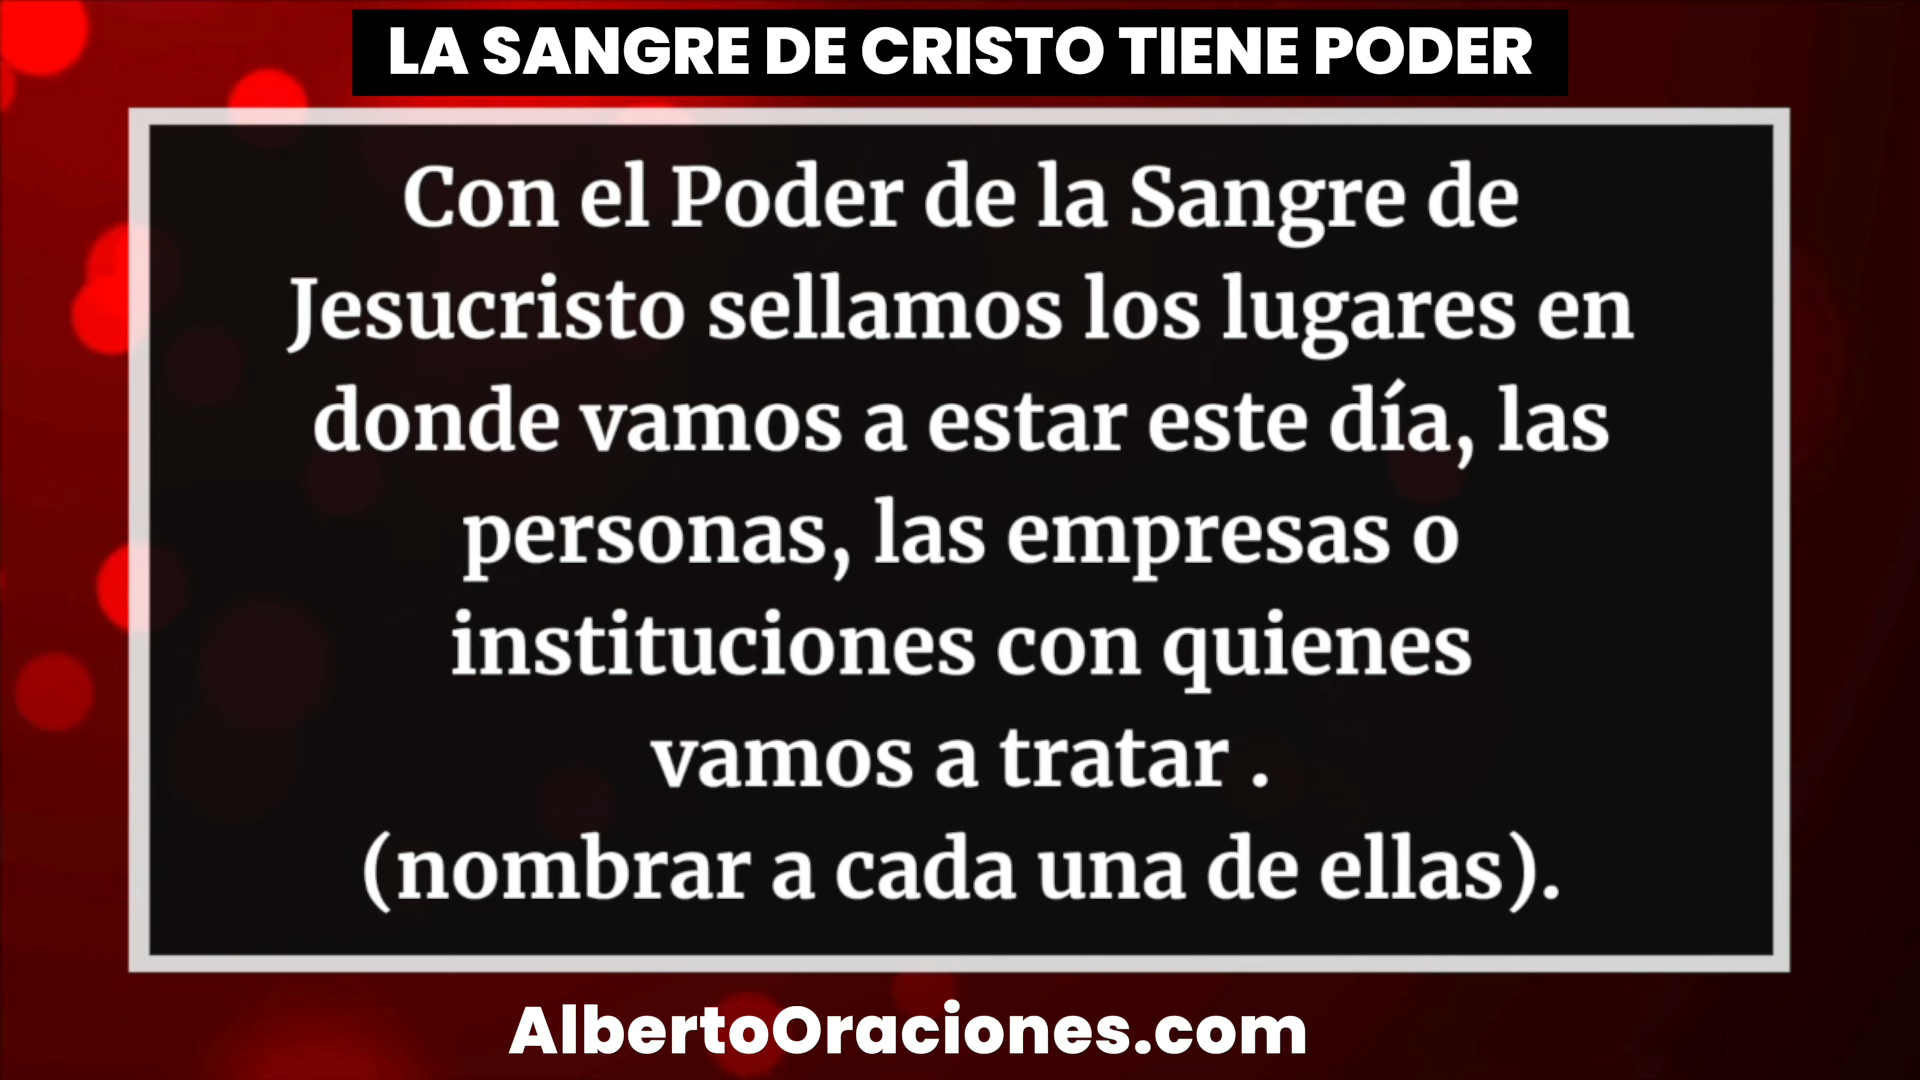 LA SANGRE DE CRISTO TIENE PODER
Con el Poder de la Sangre de
Jesucristo sellamos los lugares en
donde vamos a estar este día, las
personas, las empresas o
instituciones con quienes
vamos a tratar .
(nombrar a cada una de ellas).
AlbertoOraciones.com